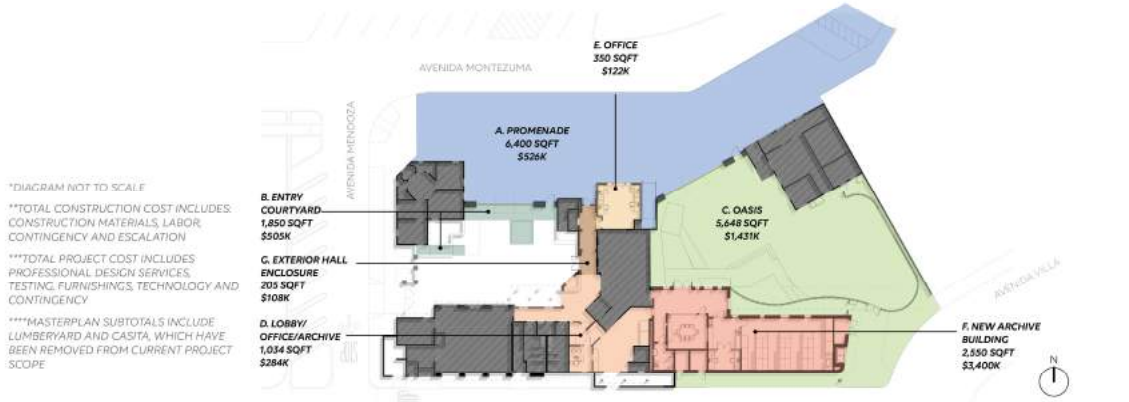 E. OFFICE
350 SQFT
$122K
AVENIDA MONTEZUMA
AVENIDA MENDOZA
A. PROMENADE
6,400 SQFT
$526K
*DIAGRAM NOT TO SCALE
**TOTAL CONSTRUCTION COST INCLUDES:
CONSTRUCTION MATERIALS, LABOR,
CONTINGENCY AND ESCALATION
***TOTAL PROJECT COST INCLUDES
PROFESSIONAL DESIGN SERVICES,
TESTING, FURNISHINGS, TECHNOLOGY AND
CONTINGENCY
****MASTERPLAN SUBTOTALS INCLUDE
LUMBERYARD AND CASITA, WHICH HAVE
BEEN REMOVED FROM CURRENT PROJECT
SCOPE
B. ENTRY
COURTYARD
1,850 SQFT
$505K
C. OASIS
5,648 SQFT
$1,431K
G. EXTERIOR HALL
ENCLOSURE
205 SQFT
$108K
AVENIDA VILLA
D. LOBBY/
OFFICE/ARCHIVE
1,034 SQFT
$284K
F. NEW ARCHIVE
BUILDING
2,550 SQFT
$3,400K
N